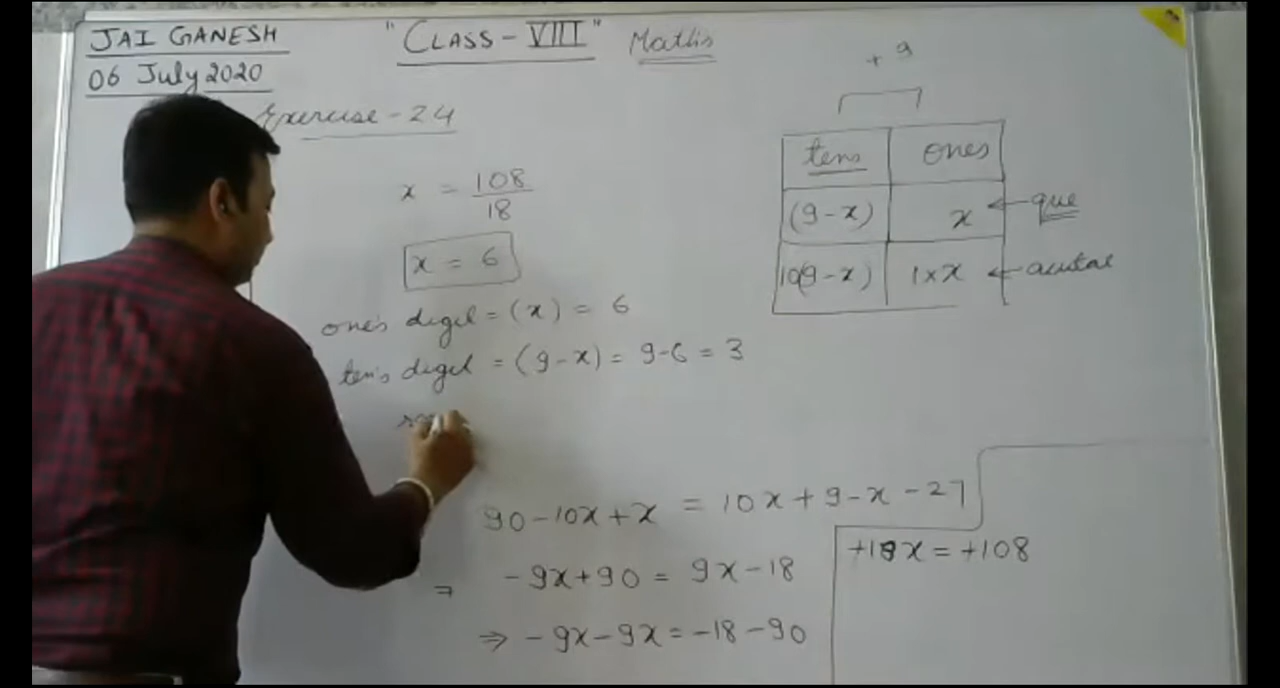 JAI GANESH
06 July 2020
"CLASS-VIII" Maths
Exercise-24
x = 108/18
x = 6
one's digit = (x) = 6
ten's digit = (9-x) = 9-6 = 3
+ 9
tens ones
(9-x) x ← que
10(9-x) 1×x ← acutal
90-10x+x = 10x+9-x-27
⇒ -9x+90 = 9x-18
⇒ -9x-9x = -18-90
+18x = +108